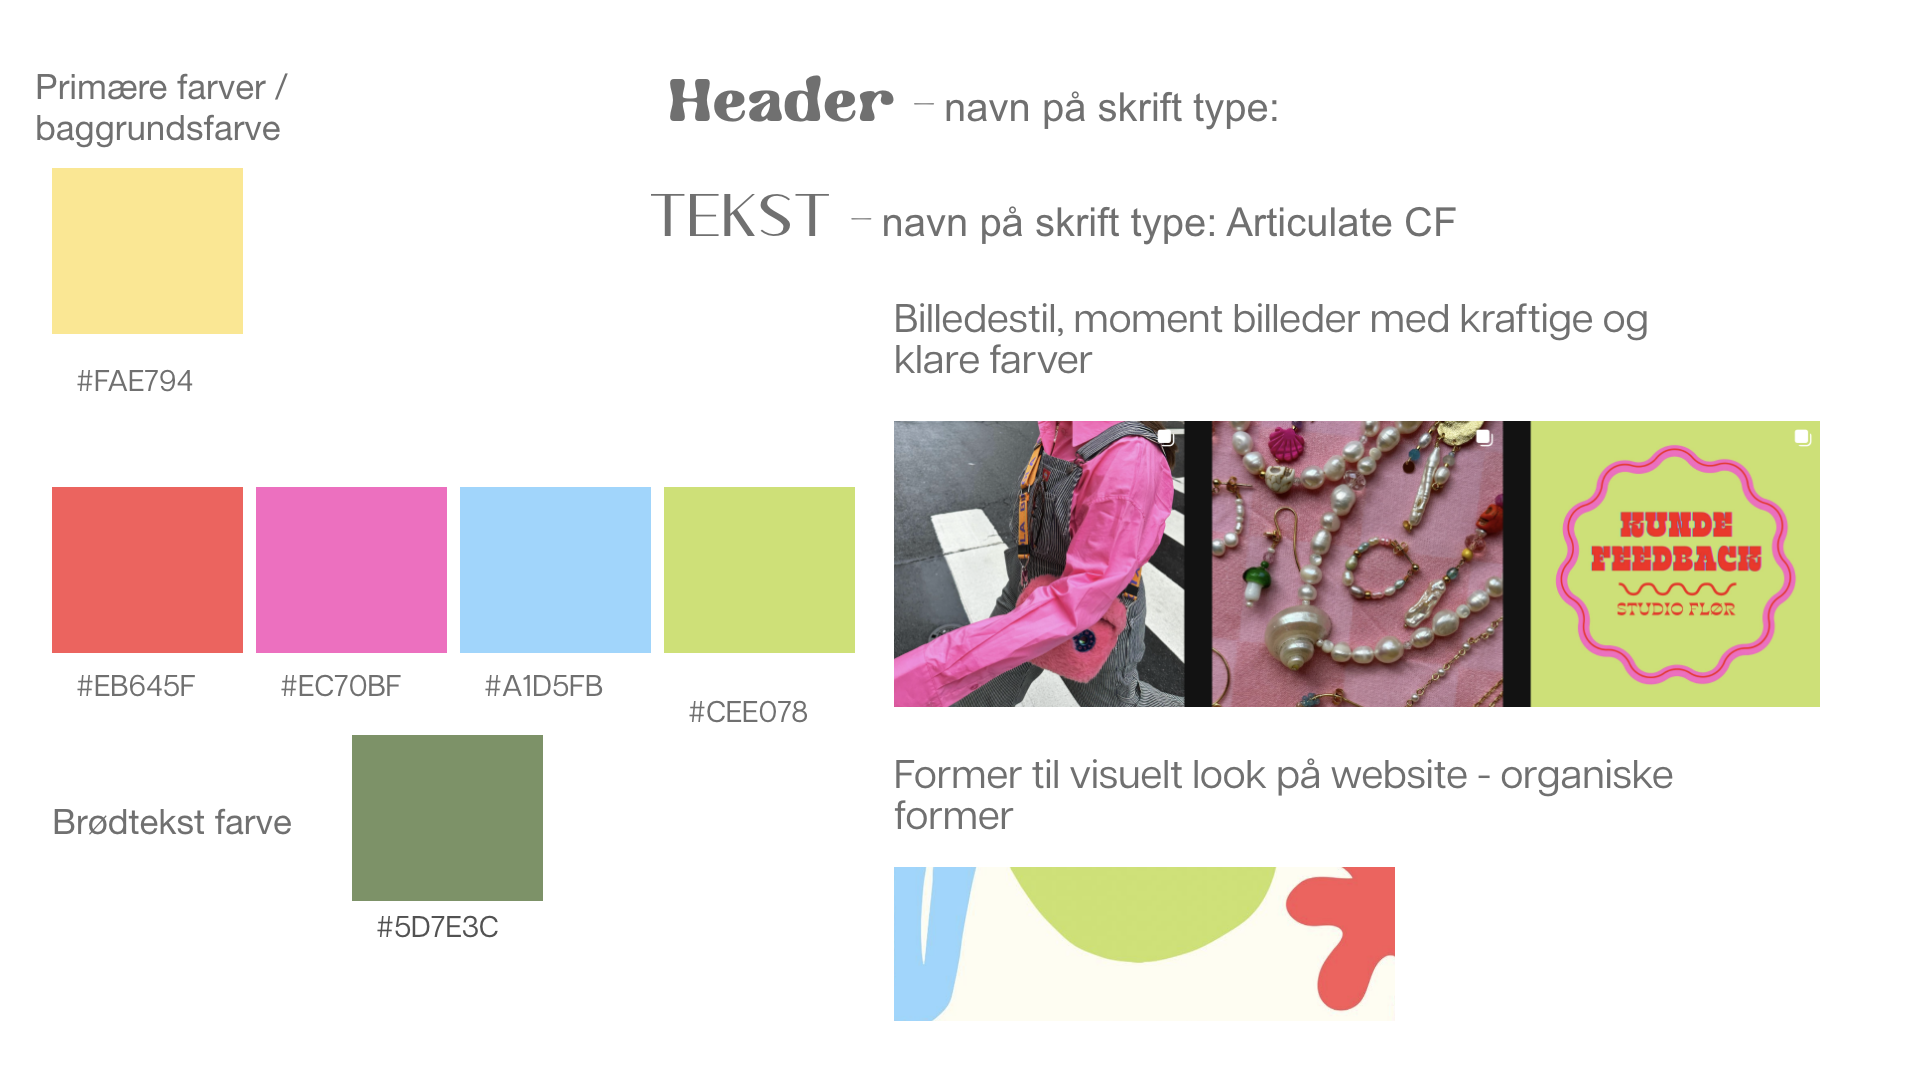 Primære farver /
baggrundsfarve
#FAE794
#EB645F
#EC70BF
#A1D5FB
#CEE078
Brødtekst farve
#5D7E3C
Header – navn på skrift type:
TEKST – navn på skrift type: Articulate CF
Billedestil, moment billeder med kraftige og
klare farver
KUNDE
FEEDBACK
STUDIO FLØR
Former til visuelt look på website - organiske
former